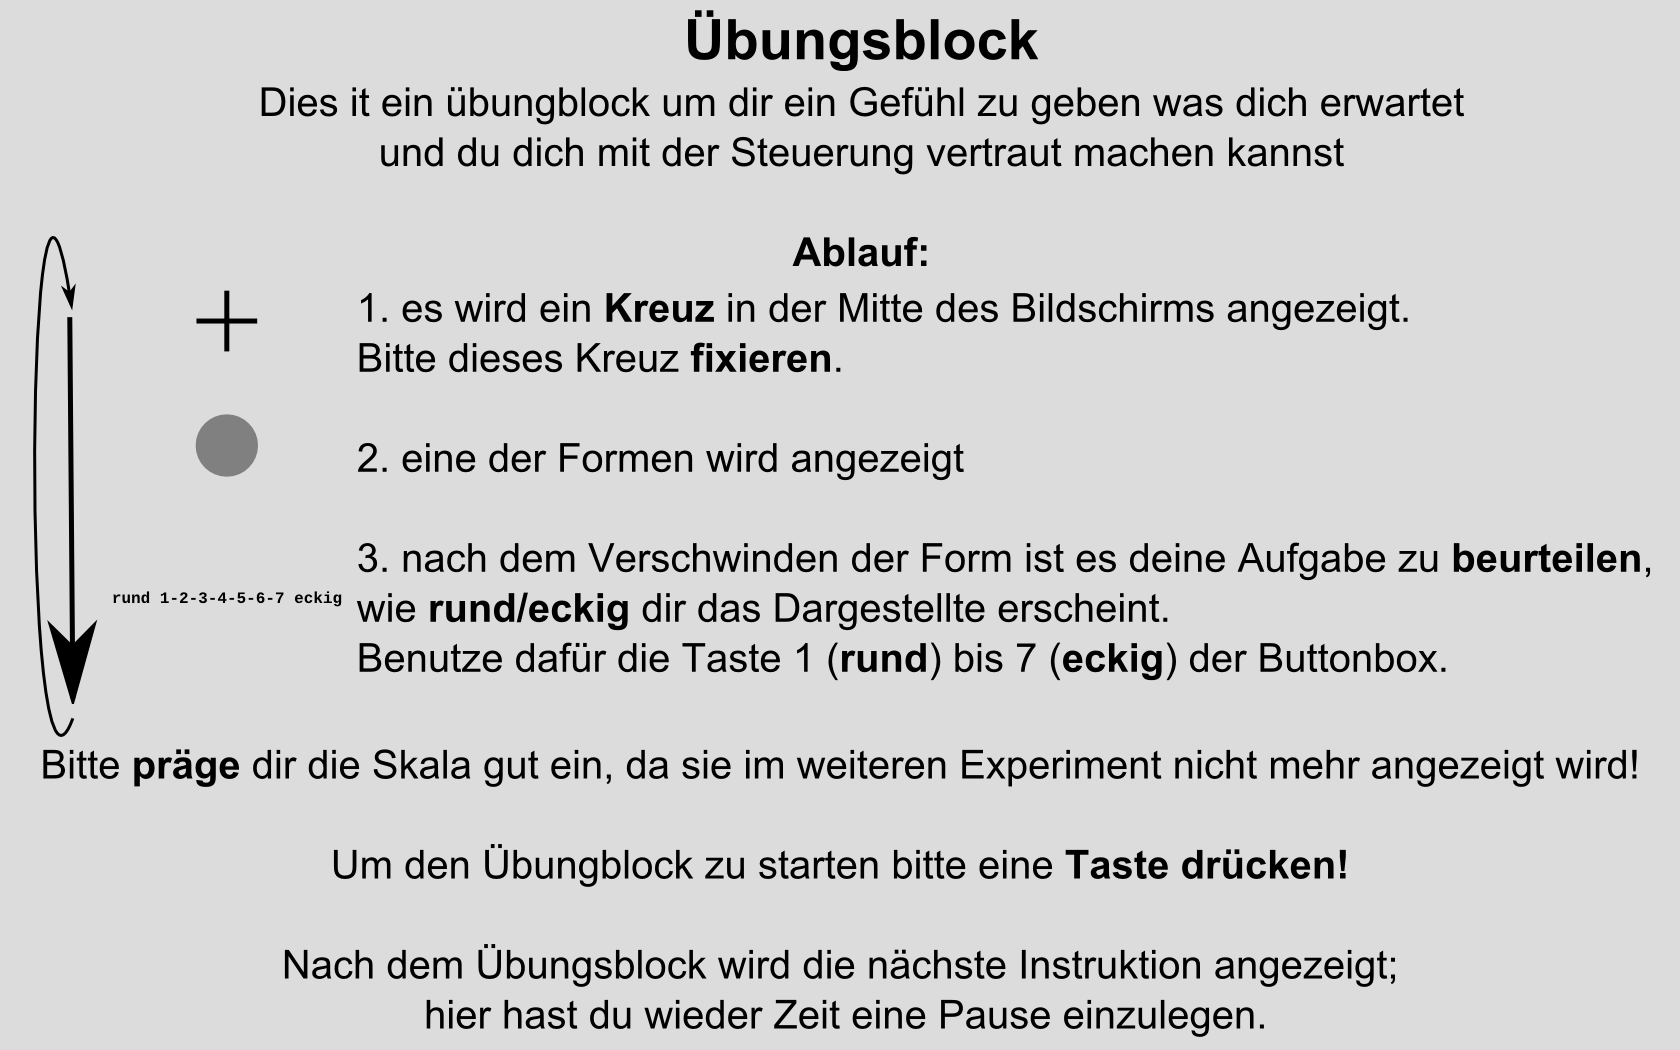 Übungsblock
Dies it ein übungblock um dir ein Gefühl zu geben was dich erwartet
und du dich mit der Steuerung vertraut machen kannst
Ablauf:
1. es wird ein Kreuz in der Mitte des Bildschirms angezeigt.
Bitte dieses Kreuz fixieren.
2. eine der Formen wird angezeigt
3. nach dem Verschwinden der Form ist es deine Aufgabe zu beurteilen,
rund 1-2-3-4-5-6-7 eckig
wie rund/eckig dir das Dargestellte erscheint.
Benutze dafür die Taste 1 (rund) bis 7 (eckig) der Buttonbox.
Bitte präge dir die Skala gut ein, da sie im weiteren Experiment nicht mehr angezeigt wird!
Um den Übungblock zu starten bitte eine Taste drücken!
Nach dem Übungsblock wird die nächste Instruktion angezeigt;
hier hast du wieder Zeit eine Pause einzulegen.